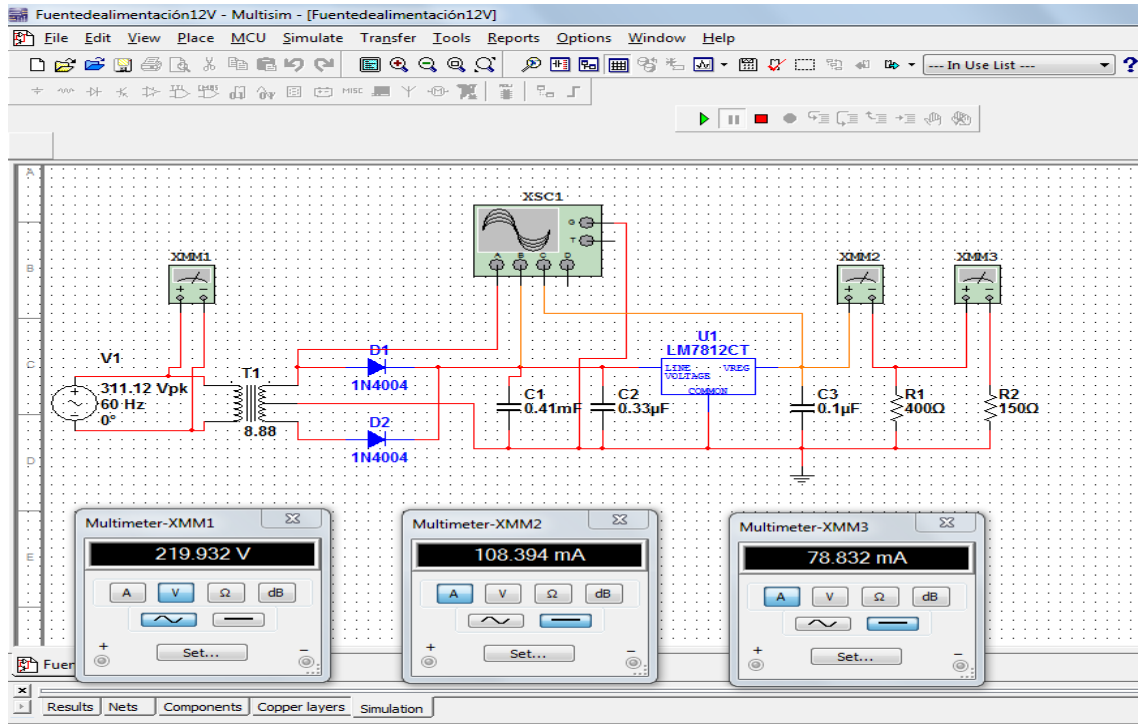 Fuentedealimentación12V - Multisim - [Fuentedealimentación12V]
File Edit View Place MCU Simulate Transfer Tools Reports Options Window Help
--- In Use List ---
?
MISC
A
B
C
D
E
XSC1
G
T
A B C D
XMM1
XMM2
XMM3
+ -
+ -
+ -
V1
311.12 Vpk
60 Hz
0°
T1
8.88
D1
1N4004
D2
1N4004
C1
0.41mF
C2
0.33µF
U1
LM7812CT
LINE VREG
VOLTAGE
COMMON
C3
0.1µF
R1
400Ω
R2
150Ω
Multimeter-XMM1
219.932 V
A V Ω dB
+ Set... -
Multimeter-XMM2
108.394 mA
A V Ω dB
+ Set... -
Multimeter-XMM3
78.832 mA
A V Ω dB
+ Set... -
Fuen
Results Nets Components Copper layers Simulation